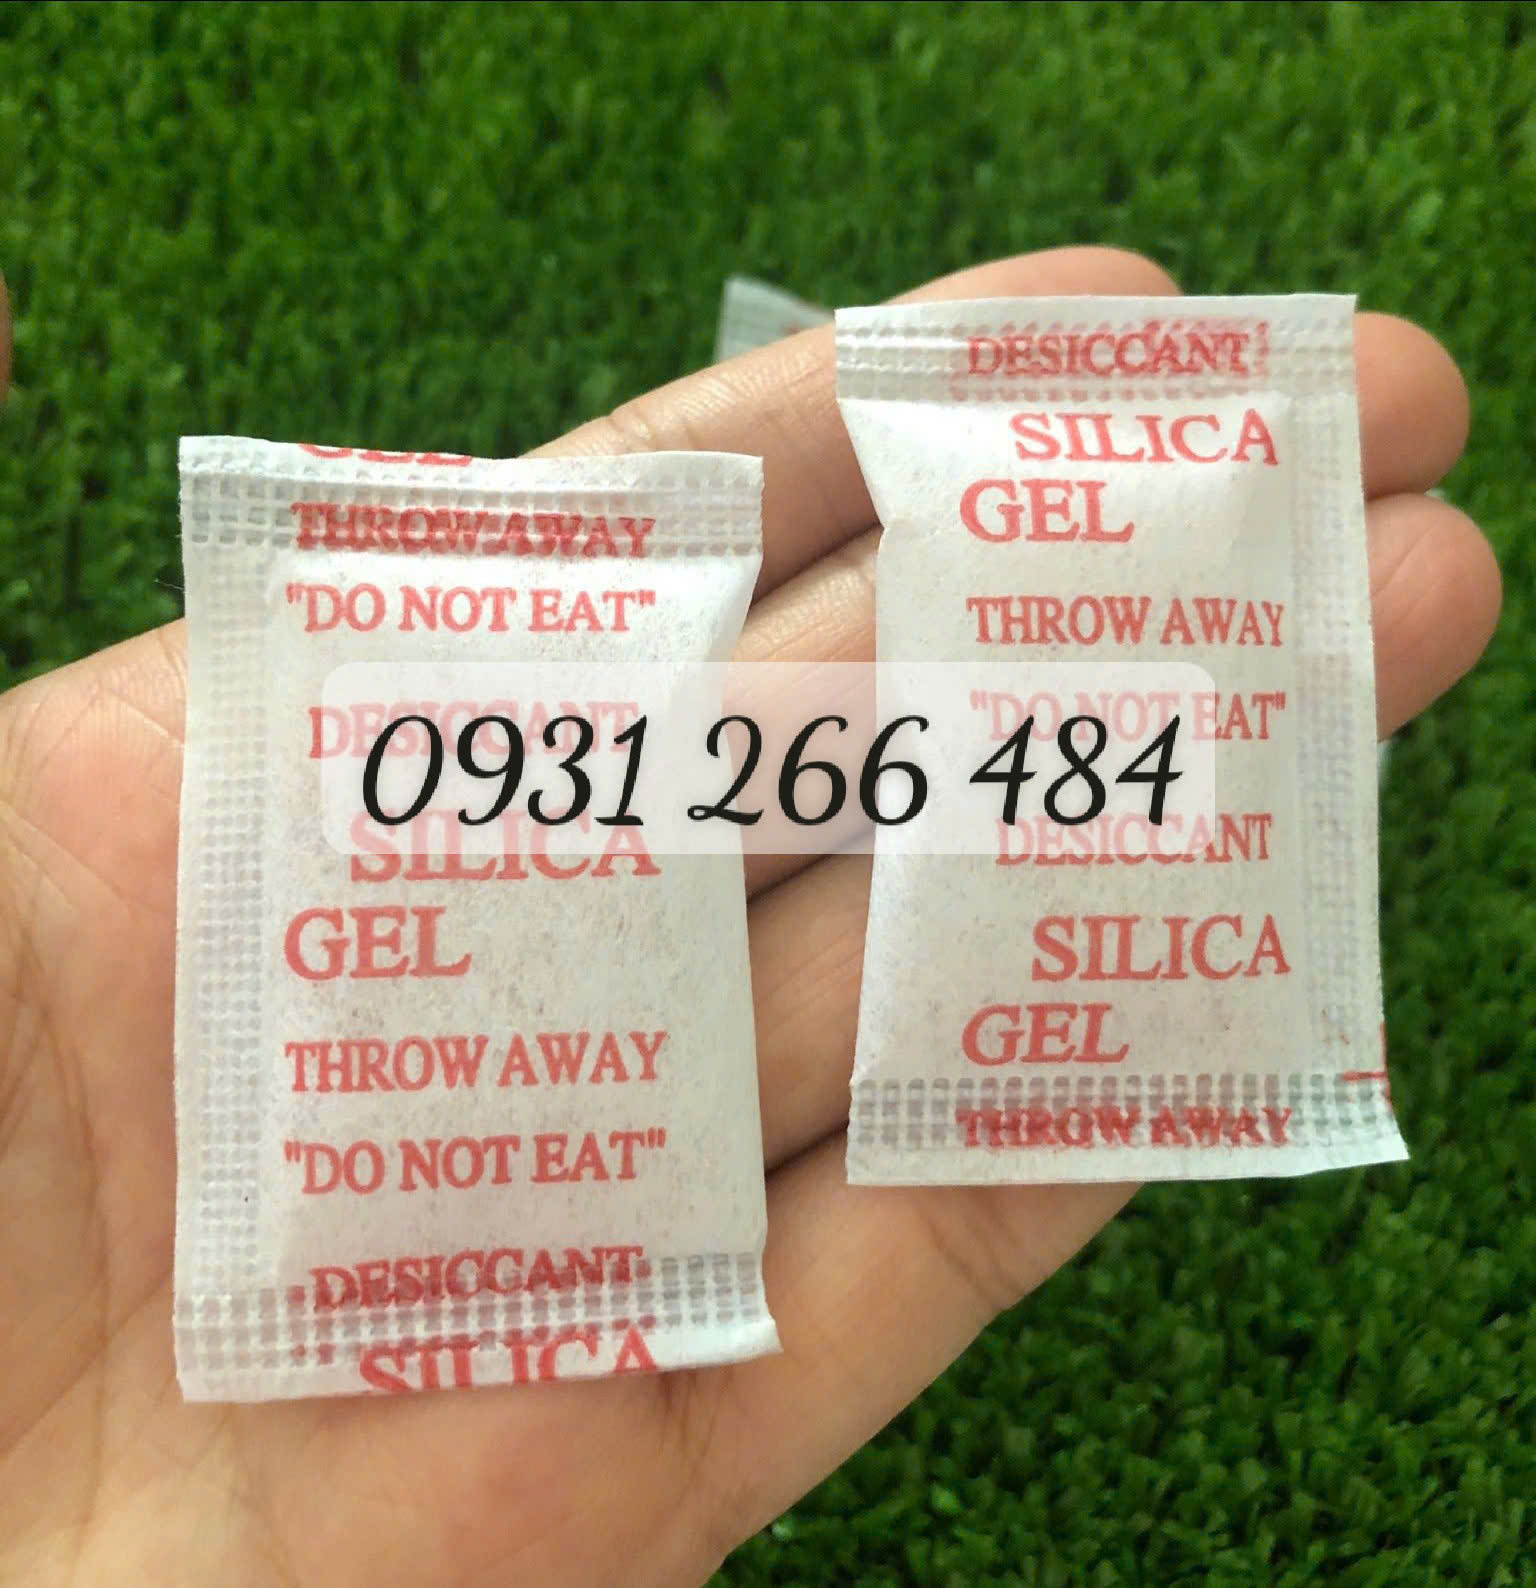 THROW AWAY
"DO NOT EAT"
DESICCANT
SILICA
GEL
THROW AWAY
"DO NOT EAT"
DESICCANT
SILICA
DESICCANT
SILICA
GEL
THROW AWAY
"DO NOT EAT"
DESICCANT
SILICA
GEL
THROW AWAY
0931 266 484